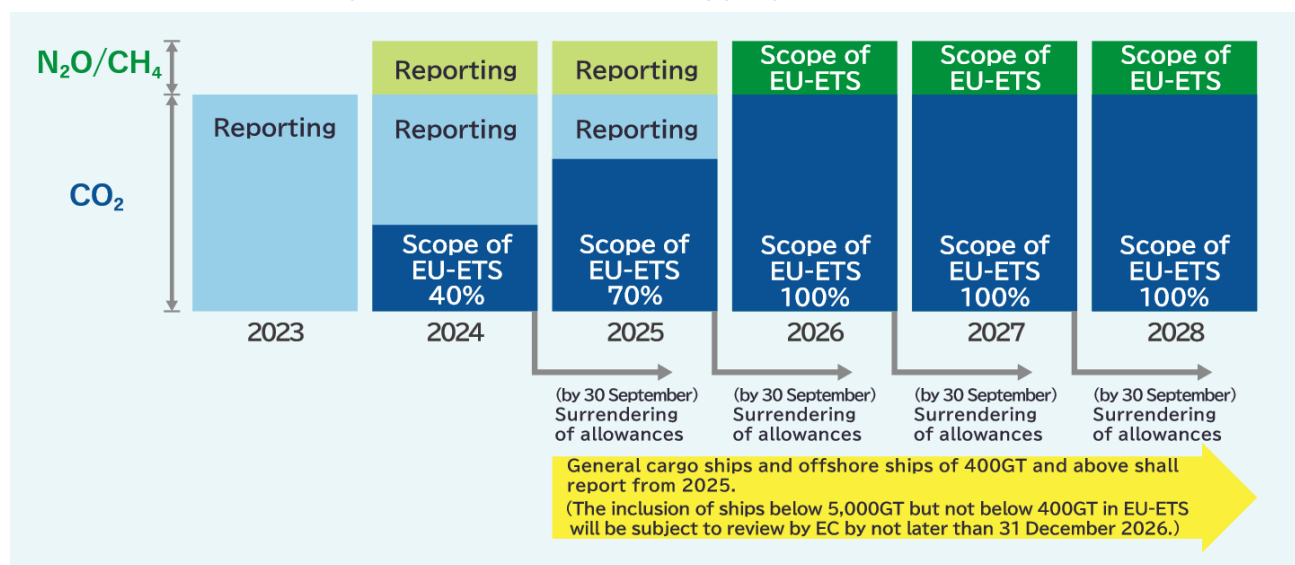 N₂O/CH₄
Reporting
Reporting
Scope of
EU-ETS
Scope of
EU-ETS
Scope of
EU-ETS
CO₂
Reporting
Reporting
Reporting
Scope of
EU-ETS
40%
Scope of
EU-ETS
70%
Scope of
EU-ETS
100%
Scope of
EU-ETS
100%
Scope of
EU-ETS
100%
2023
2024
2025
2026
2027
2028
(by 30 September)
Surrendering
of allowances
(by 30 September)
Surrendering
of allowances
(by 30 September)
Surrendering
of allowances
(by 30 September)
Surrendering
of allowances
General cargo ships and offshore ships of 400GT and above shall
report from 2025.
(The inclusion of ships below 5,000GT but not below 400GT in EU-ETS
will be subject to review by EC by not later than 31 December 2026.)